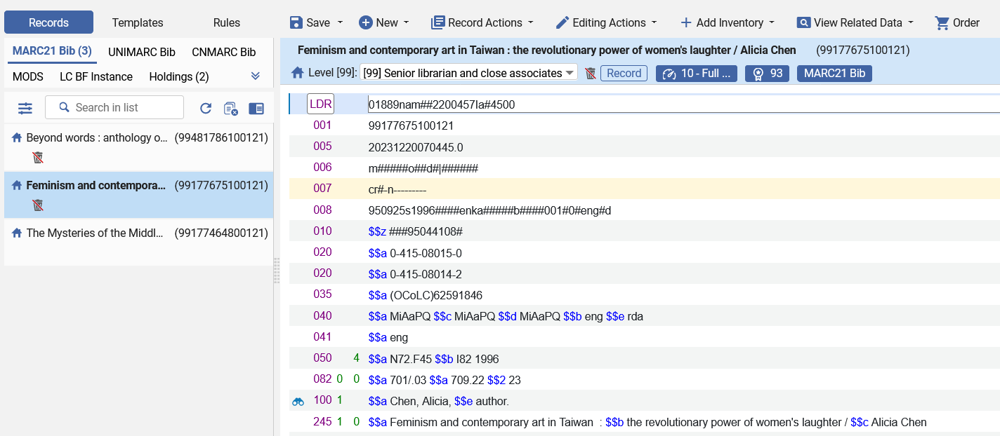 Records Templates Rules Save New Record Actions Editing Actions Add Inventory View Related Data Order
MARC21 Bib (3) UNIMARC Bib CNMARC Bib
MODS LC BF Instance Holdings (2)
Search in list
Beyond words : anthology o... (99481786100121)
Feminism and contempora... (99177675100121)
The Mysteries of the Middl... (99177464800121)
Feminism and contemporary art in Taiwan : the revolutionary power of women's laughter / Alicia Chen (99177675100121)
Level [99]: [99] Senior librarian and close associates Record 10 - Full ... 93 MARC21 Bib
LDR 01889nam##2200457Ia#4500
001 99177675100121
005 20231220070445.0
006 m#####o##d#|######
007 cr#-n---------
008 950925s1996####enka#####b####001#0#eng#d
010 $$z ###95044108#
020 $$a 0-415-08015-0
020 $$a 0-415-08014-2
035 $$a (OCoLC)62591846
040 $$a MiAaPQ $$c MiAaPQ $$d MiAaPQ $$b eng $$e rda
041 $$a eng
050 4 $$a N72.F45 $$b I82 1996
082 0 0 $$a 701/.03 $$a 709.22 $$2 23
100 1 $$a Chen, Alicia, $$e author.
245 1 0 $$a Feminism and contemporary art in Taiwan : $$b the revolutionary power of women's laughter / $$c Alicia Chen